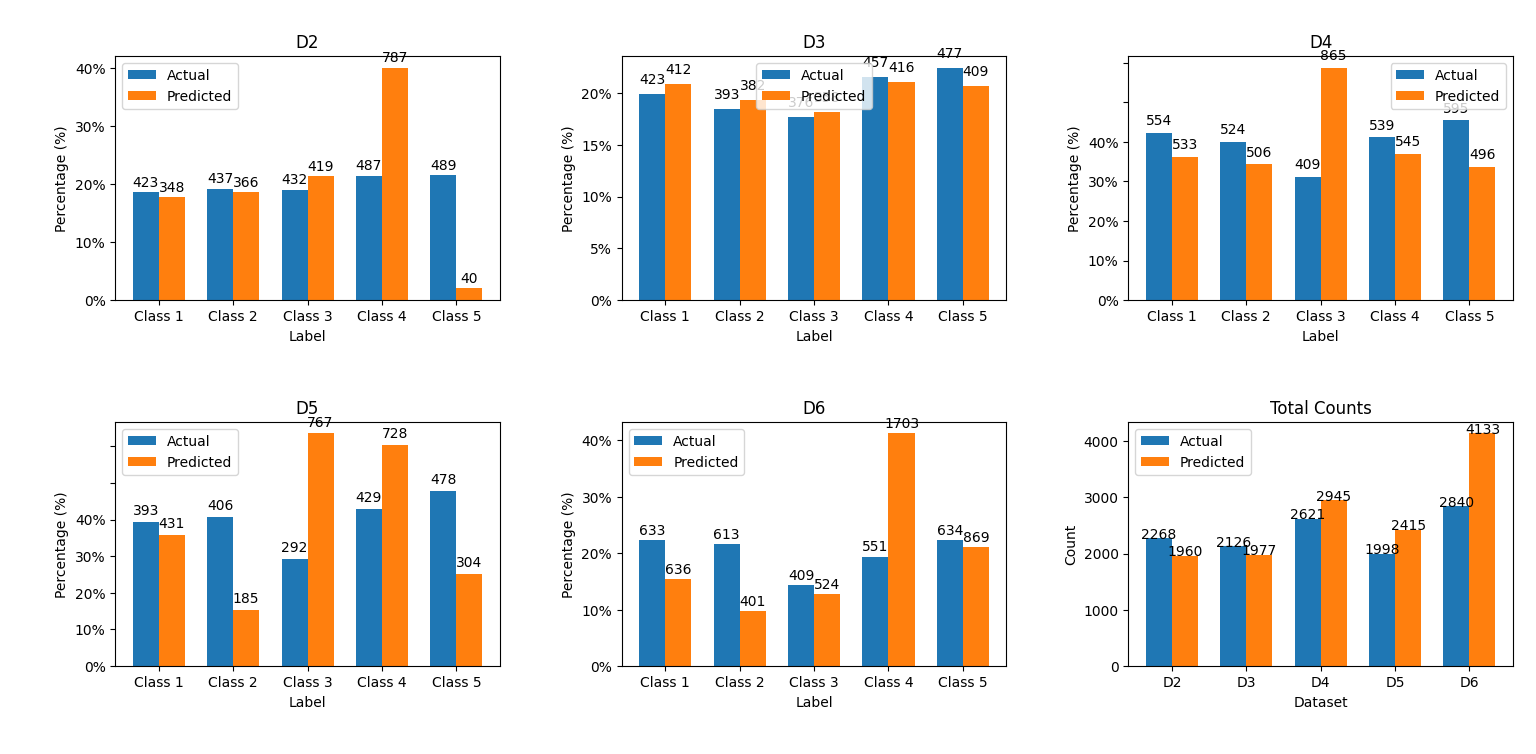 D2
Actual
Predicted
40%
30%
20%
10%
0%
Percentage (%)
423 348 437 366 432 419 487 787 489 40
Class 1 Class 2 Class 3 Class 4 Class 5
Label
D3
Actual
Predicted
20%
15%
10%
5%
0%
Percentage (%)
423 412 393 382 376 457 416 477 409
Class 1 Class 2 Class 3 Class 4 Class 5
Label
D4
Actual
Predicted
40%
30%
20%
10%
0%
Percentage (%)
554 533 524 506 409 865 539 545 595 496
Class 1 Class 2 Class 3 Class 4 Class 5
Label
D5
Actual
Predicted
40%
30%
20%
10%
0%
Percentage (%)
393 431 406 185 292 767 429 728 478 304
Class 1 Class 2 Class 3 Class 4 Class 5
Label
D6
Actual
Predicted
40%
30%
20%
10%
0%
Percentage (%)
633 636 613 401 409 524 551 1703 634 869
Class 1 Class 2 Class 3 Class 4 Class 5
Label
Total Counts
Actual
Predicted
4000
3000
2000
1000
0
Count
2268 1960 2126 1977 2621 2945 1998 2415 2840 4133
D2 D3 D4 D5 D6
Dataset